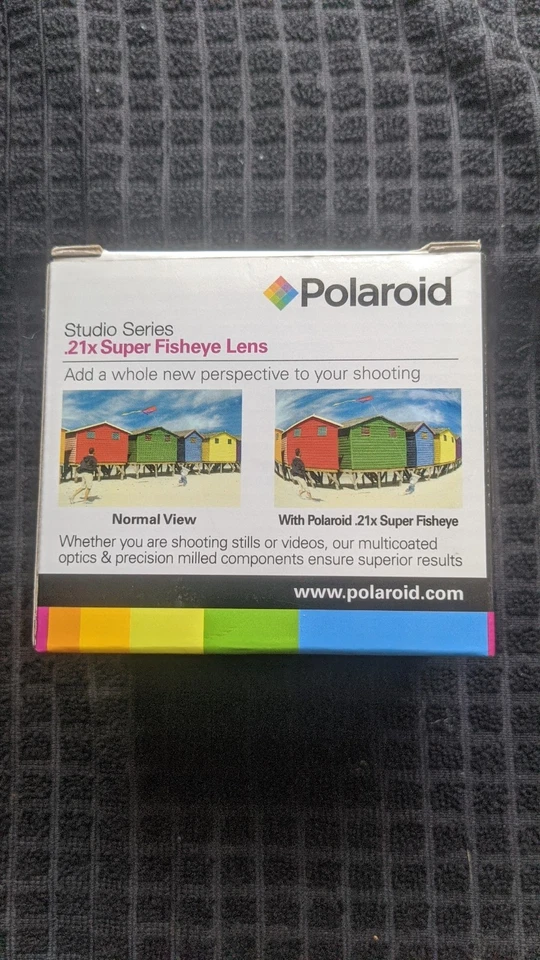 Polaroid
Studio Series
.21x Super Fisheye Lens
Add a whole new perspective to your shooting
Normal View
With Polaroid .21x Super Fisheye
Whether you are shooting stills or videos, our multicoated
optics & precision milled components ensure superior results
www.polaroid.com